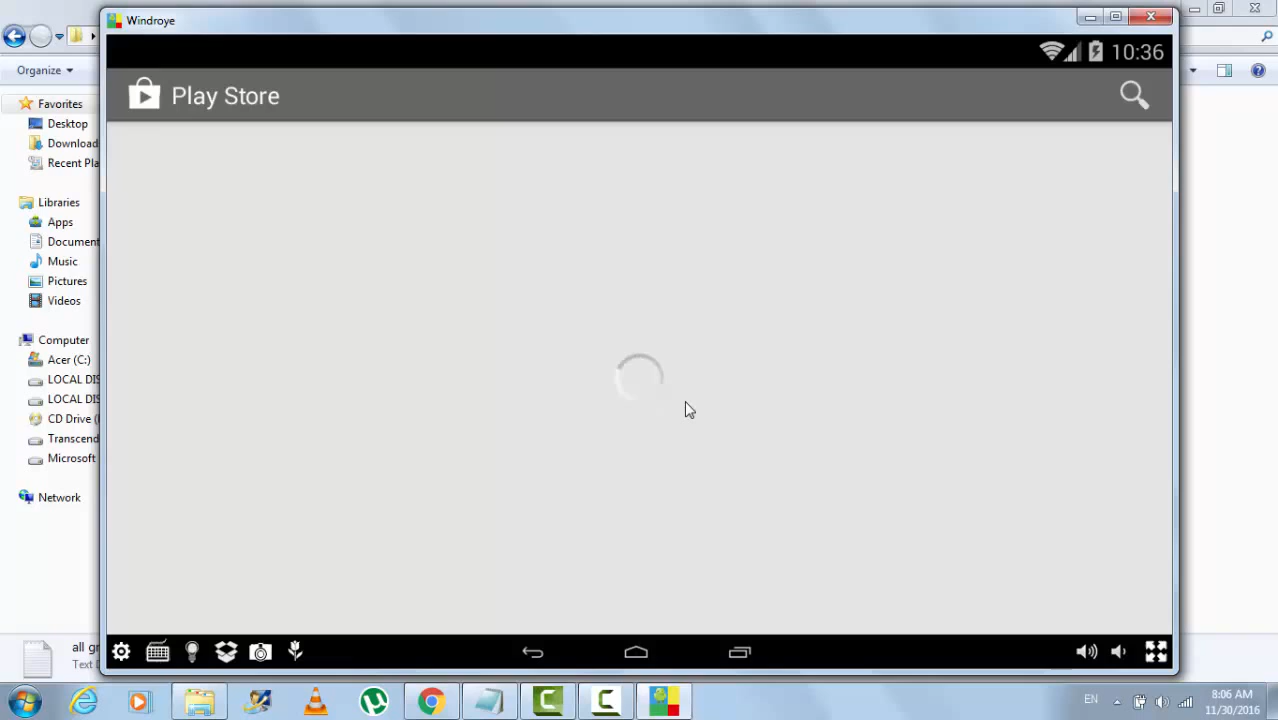 Windroye
10:36
Play Store
Organize
Favorites
Desktop
Download
Recent Pla
Libraries
Apps
Document
Music
Pictures
Videos
Computer
Acer (C:)
LOCAL DIS
LOCAL DIS
CD Drive (
Transcend
Microsoft
Network
all gr
Text D
EN
8:06 AM
11/30/2016